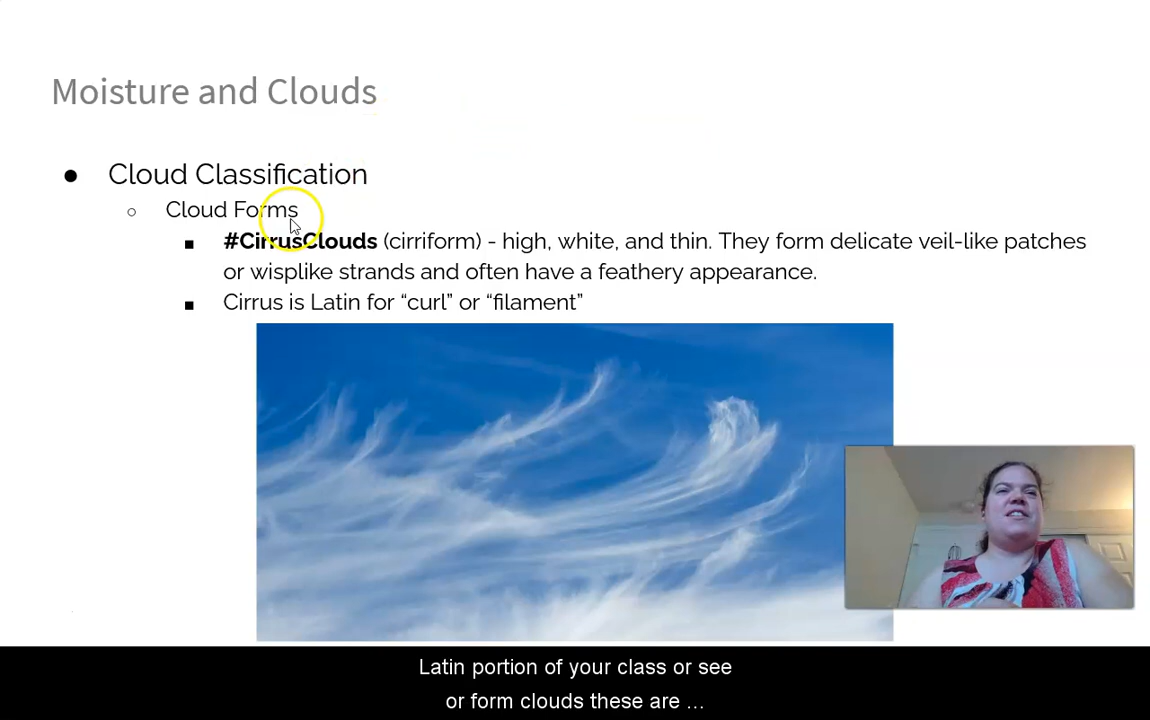 Moisture and Clouds
● Cloud Classification
○ Cloud Forms
■ #CirrusClouds (cirriform) - high, white, and thin. They form delicate veil-like patches
or wisplike strands and often have a feathery appearance.
■ Cirrus is Latin for “curl” or “filament”
Latin portion of your class or see
or form clouds these are ...